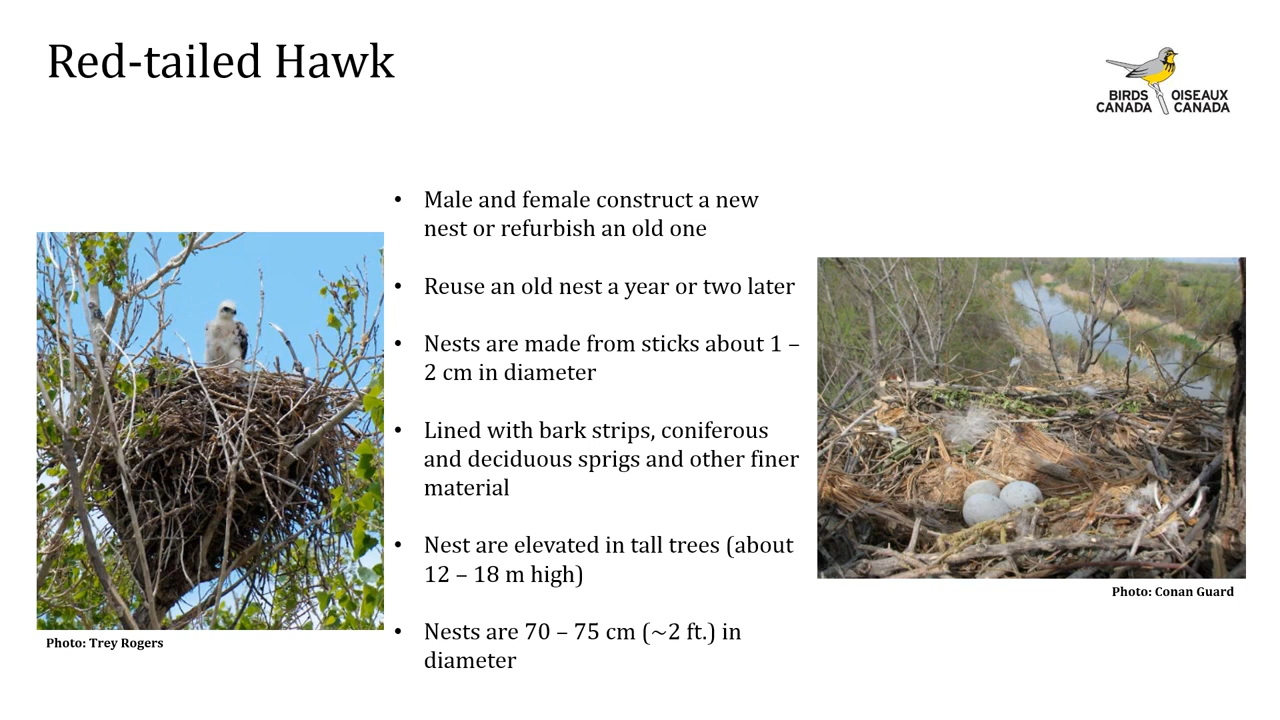 Red-tailed Hawk
BIRDS CANADA
OISEAUX CANADA
• Male and female construct a new
nest or refurbish an old one
• Reuse an old nest a year or two later
• Nests are made from sticks about 1 –
2 cm in diameter
• Lined with bark strips, coniferous
and deciduous sprigs and other finer
material
• Nest are elevated in tall trees (about
12 – 18 m high)
• Nests are 70 – 75 cm (~2 ft.) in
diameter
Photo: Trey Rogers
Photo: Conan Guard